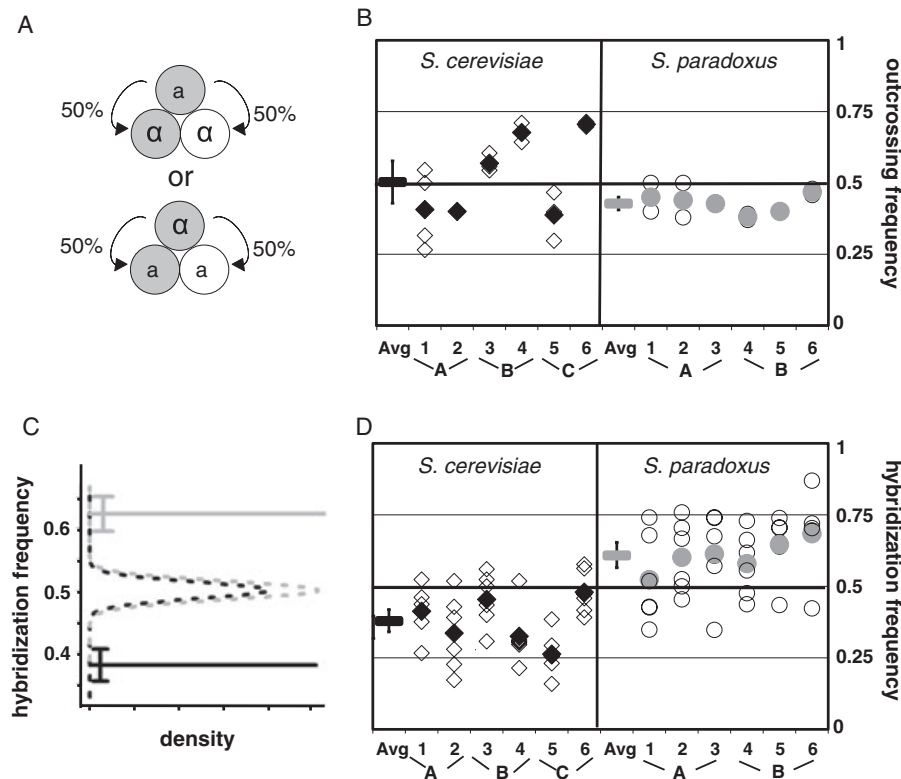 A
a
50%
50%
α
α
or
α
50%
50%
a
a
B
S. cerevisiae
S. paradoxus
1
0.75
0.5
0.25
0
outcrossing frequency
Avg 1 2 3 4 5 6 Avg 1 2 3 4 5 6
A B C A B
C
hybridization frequency
0.6
0.5
0.4
density
D
S. cerevisiae
S. paradoxus
1
0.75
0.5
0.25
0
hybridization frequency
Avg 1 2 3 4 5 6 Avg 1 2 3 4 5 6
A B C A B